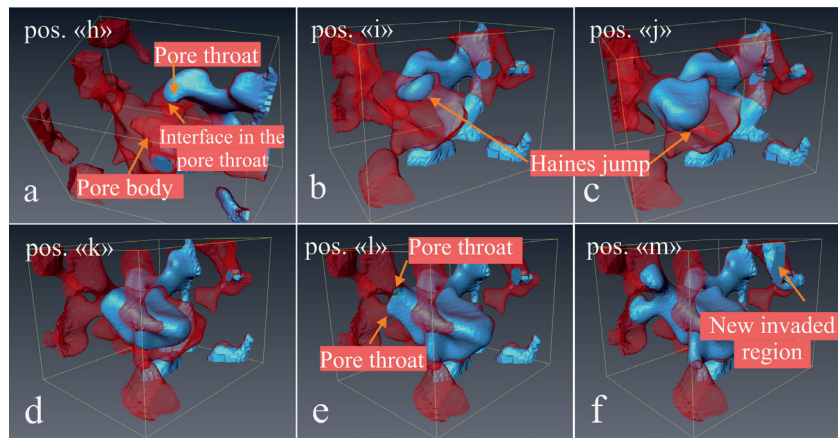 pos. «h»
Pore throat
Interface in the
pore throat
Pore body
a
pos. «i»
b
Haines jump
pos. «j»
c
pos. «k»
d
pos. «l»
Pore throat
Pore throat
e
pos. «m»
New invaded
region
f